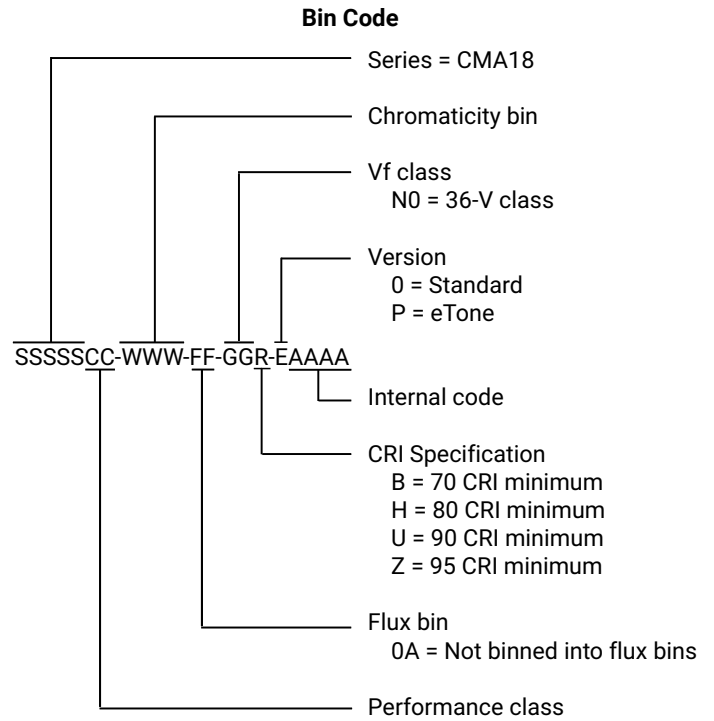 Bin Code
Series = CMA18
Chromaticity bin
Vf class
N0 = 36-V class
Version
0 = Standard
P = eTone
SSSSSCC-WWW-FF-GGR-EAAAA
Internal code
CRI Specification
B = 70 CRI minimum
H = 80 CRI minimum
U = 90 CRI minimum
Z = 95 CRI minimum
Flux bin
0A = Not binned into flux bins
Performance class